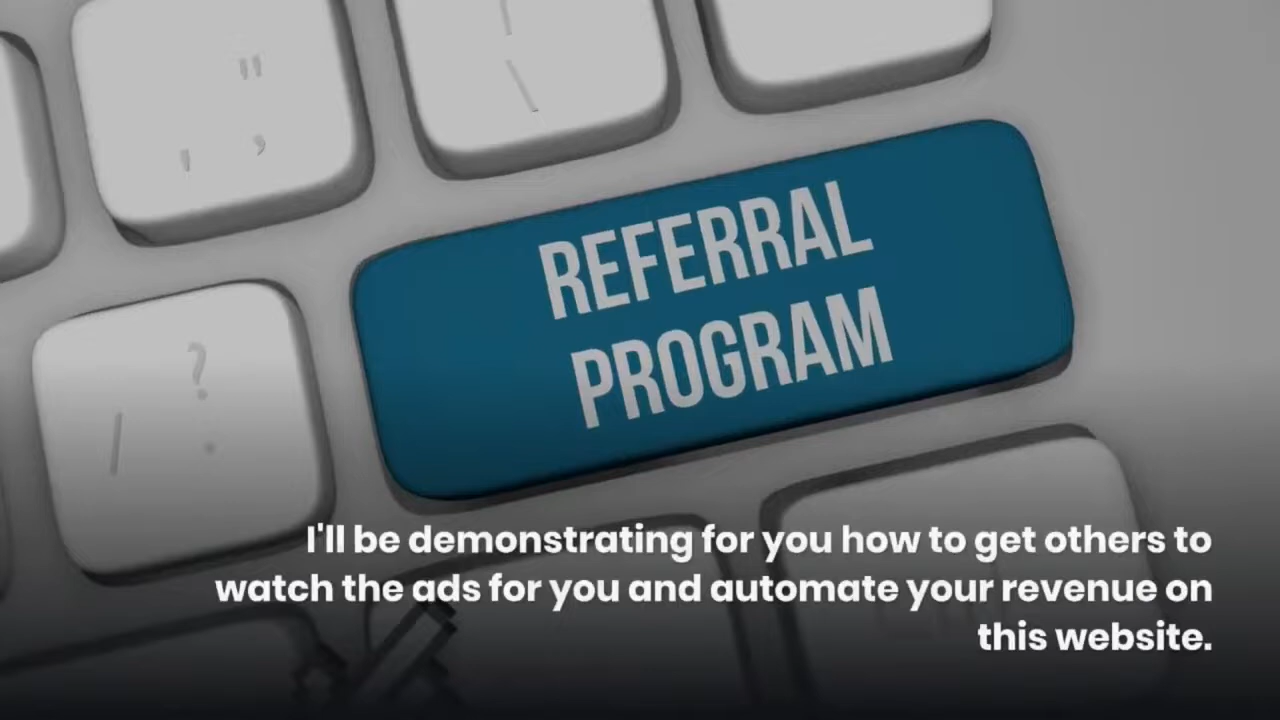 "
' ,
\
REFERRAL
PROGRAM
?
/ .
I'll be demonstrating for you how to get others to
watch the ads for you and automate your revenue on
this website.